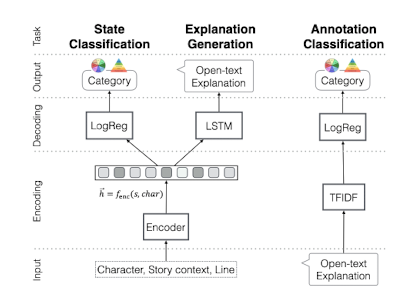 Task
State
Classification
Explanation
Generation
Annotation
Classification
Output
Category
Open-text
Explanation
Category
Decoding
LogReg
LSTM
LogReg
Encoding
h⃗ = f_enc(s, char)
Encoder
TFIDF
Input
Character, Story context, Line
Open-text
Explanation